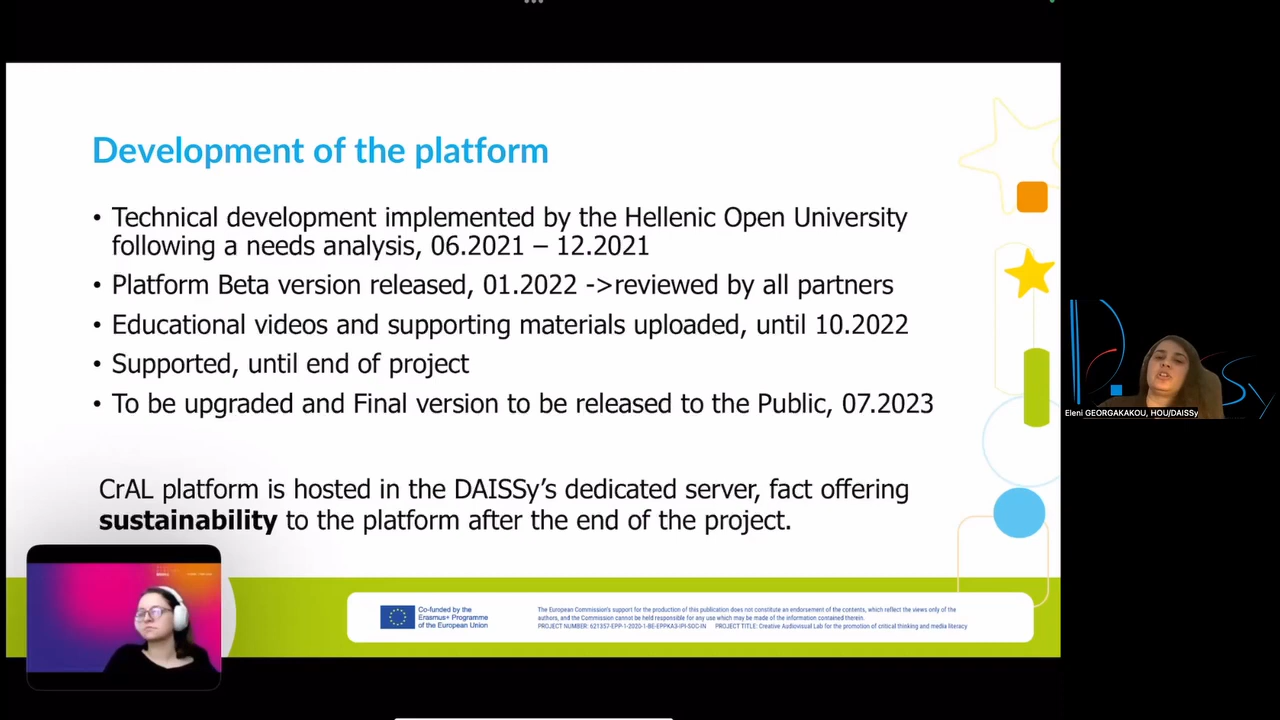 Development of the platform
• Technical development implemented by the Hellenic Open University
following a needs analysis, 06.2021 – 12.2021
• Platform Beta version released, 01.2022 ->reviewed by all partners
• Educational videos and supporting materials uploaded, until 10.2022
• Supported, until end of project
• To be upgraded and Final version to be released to the Public, 07.2023
CrAL platform is hosted in the DAISSy’s dedicated server, fact offering
sustainability to the platform after the end of the project.
Co-funded by the
Erasmus+ Programme
of the European Union
The European Commission's support for the production of this publication does not constitute an endorsement of the contents, which reflect the views only of the
authors, and the Commission cannot be held responsible for any use which may be made of the information contained therein.
PROJECT NUMBER: 621357-EPP-1-2020-1-BE-EPPKA3-IPI-SOC-IN PROJECT TITLE: Creative Audiovisual Lab for the promotion of critical thinking and media literacy
Eleni GEORGAKAKOU, HOU/DAISSy